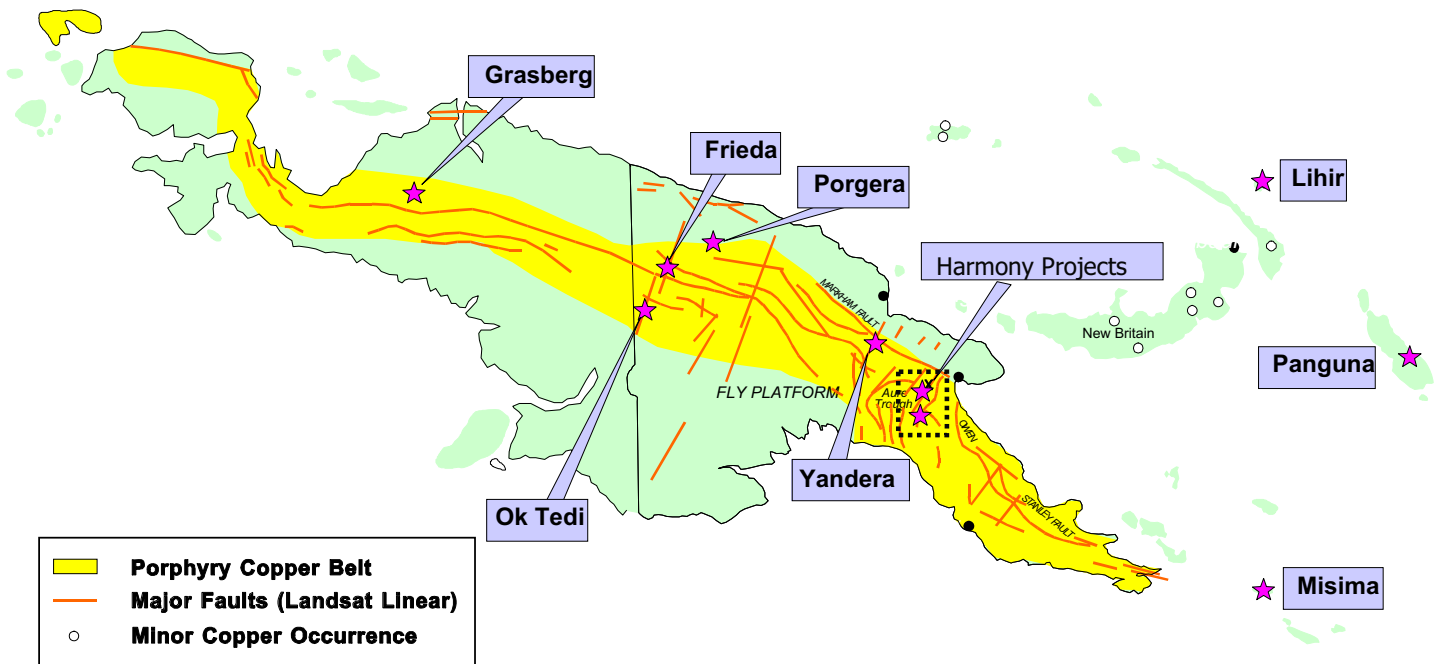 Grasberg
Frieda
Porgera
Lihir
Harmony Projects
MARKHAM FAULT
New Britain
Panguna
FLY PLATFORM
Aure
Trough
OWEN
Yandera
STANLEY FAULT
Ok Tedi
Misima
Porphyry Copper Belt
Major Faults (Landsat Linear)
Minor Copper Occurrence